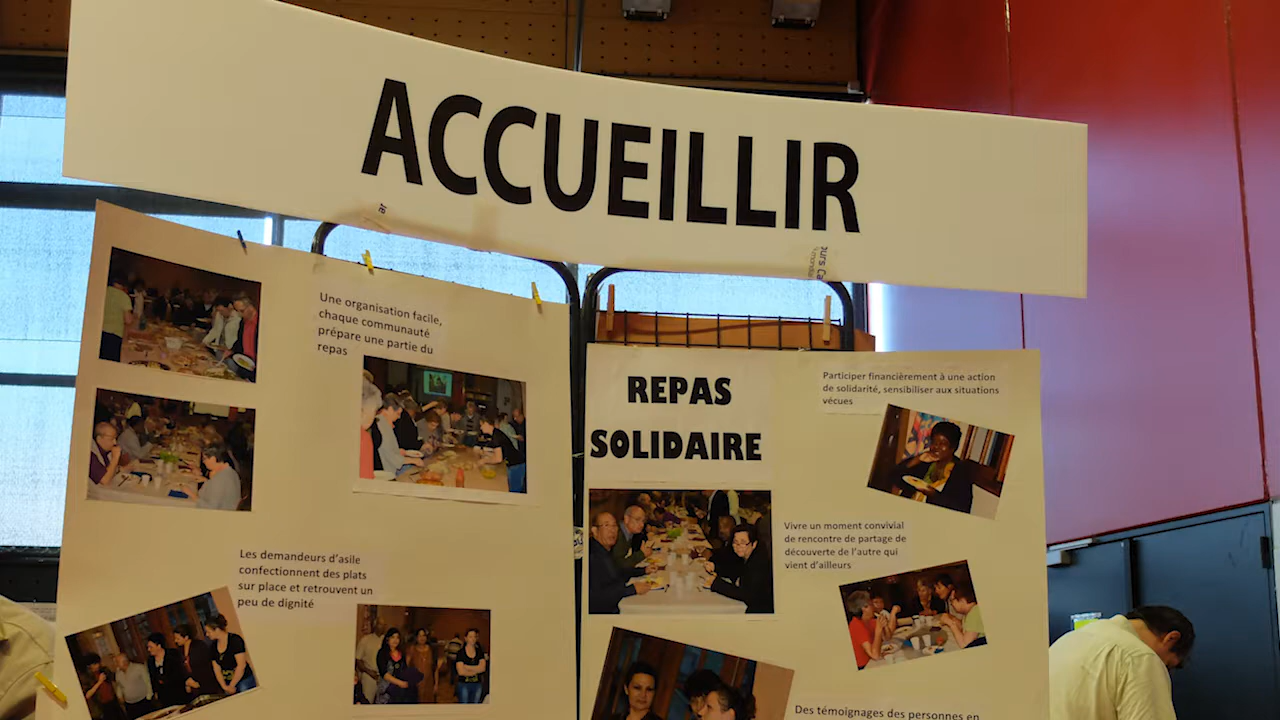 ACCUEILLIR
Une organisation facile,
chaque communauté
prépare une partie du
repas
Les demandeurs d'asile
confectionnent des plats
sur place et retrouvent un
peu de dignité
REPAS
SOLIDAIRE
Participer financièrement à une action
de solidarité, sensibiliser aux situations
vécues
Vivre un moment convivial
de rencontre de partage de
découverte de l'autre qui
vient d'ailleurs
Des témoignages des personnes en